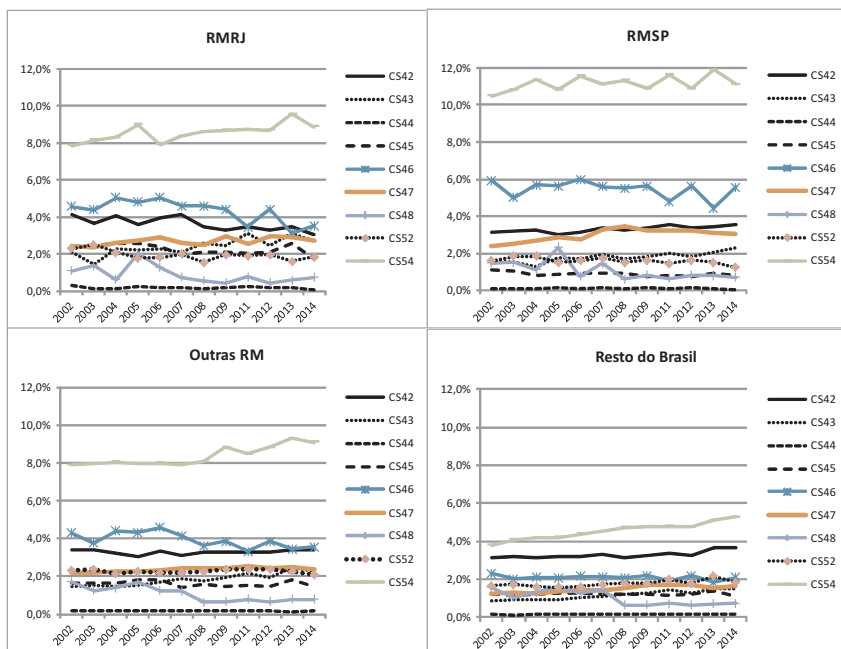 RMRJ
12,0%
10,0%
8,0%
6,0%
4,0%
2,0%
0,0%
2002 2003 2004 2005 2006 2007 2008 2009 2011 2012 2013 2014
CS42
CS43
CS44
CS45
CS46
CS47
CS48
CS52
CS54
RMSP
12,0%
10,0%
8,0%
6,0%
4,0%
2,0%
0,0%
2002 2003 2004 2005 2006 2007 2008 2009 2011 2012 2013 2014
CS42
CS43
CS44
CS45
CS46
CS47
CS48
CS52
CS54
Outras RM
12,0%
10,0%
8,0%
6,0%
4,0%
2,0%
0,0%
2002 2003 2004 2005 2006 2007 2008 2009 2011 2012 2013 2014
CS42
CS43
CS44
CS45
CS46
CS47
CS48
CS52
CS54
Resto do Brasil
12,0%
10,0%
8,0%
6,0%
4,0%
2,0%
0,0%
2002 2003 2004 2005 2006 2007 2008 2009 2011 2012 2013 2014
CS42
CS43
CS44
CS45
CS46
CS47
CS48
CS52
CS54